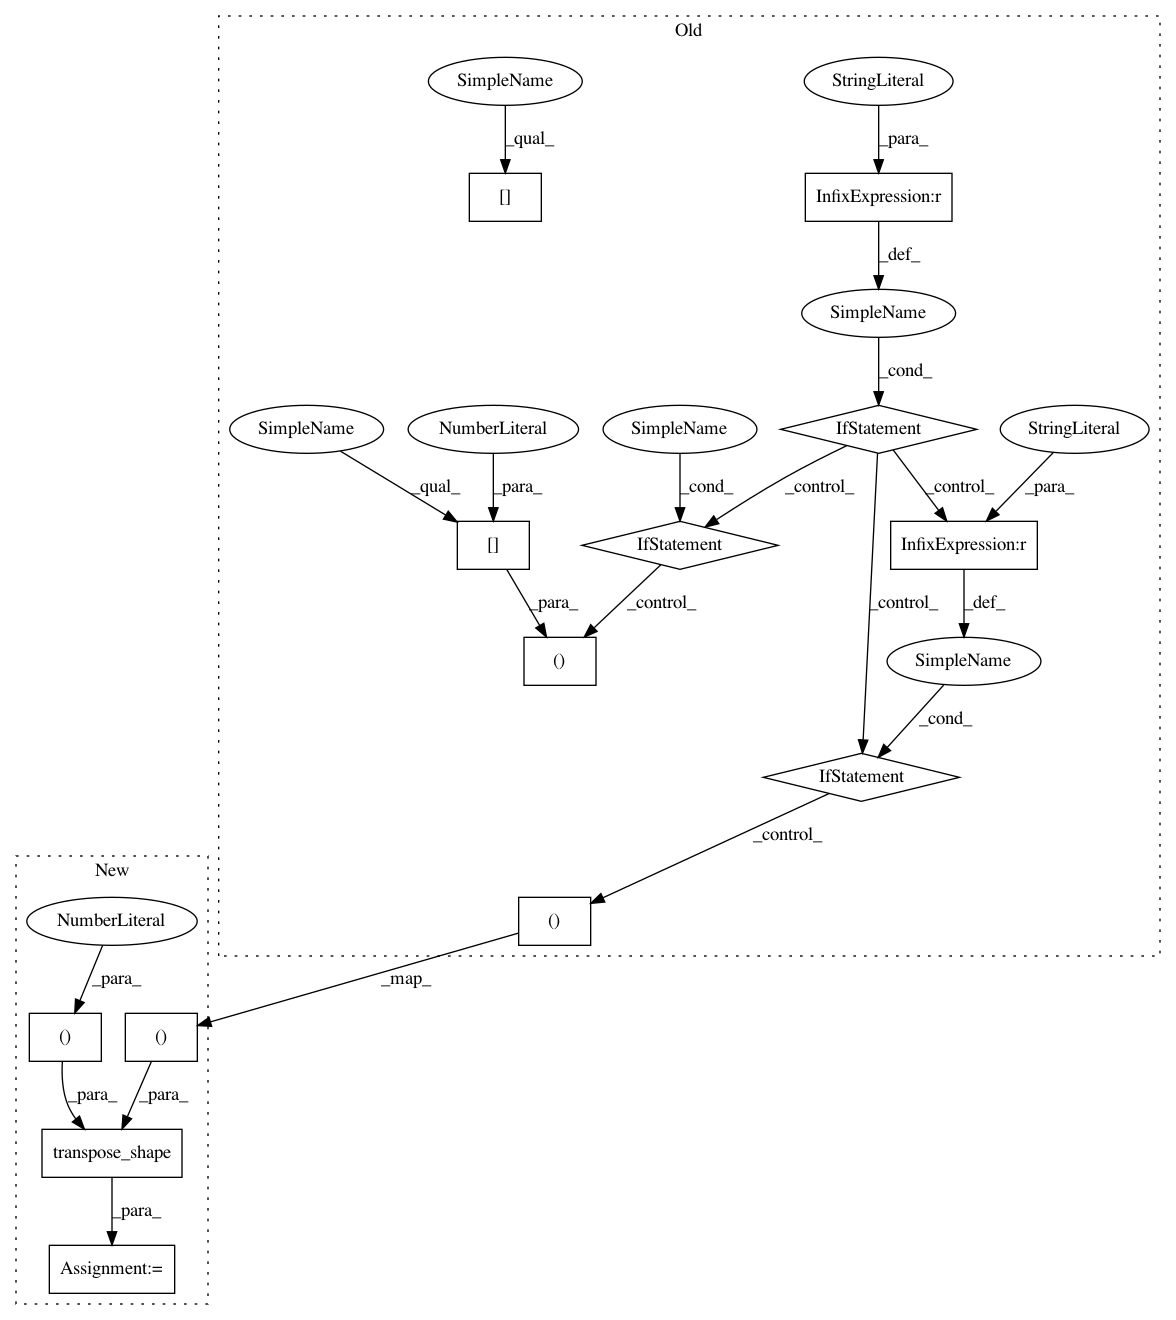 Old
SimpleName
StringLiteral
_qual_
_para_
[]
InfixExpression:r
_def_
SimpleName
_cond_
SimpleName
NumberLiteral
SimpleName
IfStatement
StringLiteral
_qual_
_para_
_cond_
_control_
_control_
_para_
[]
IfStatement
InfixExpression:r
_para_
_control_
_control_
_def_
()
SimpleName
_cond_
IfStatement
_control_
New
NumberLiteral
()
_para_
_map_
()
()
_para_
_para_
transpose_shape
_para_
Assignment:=